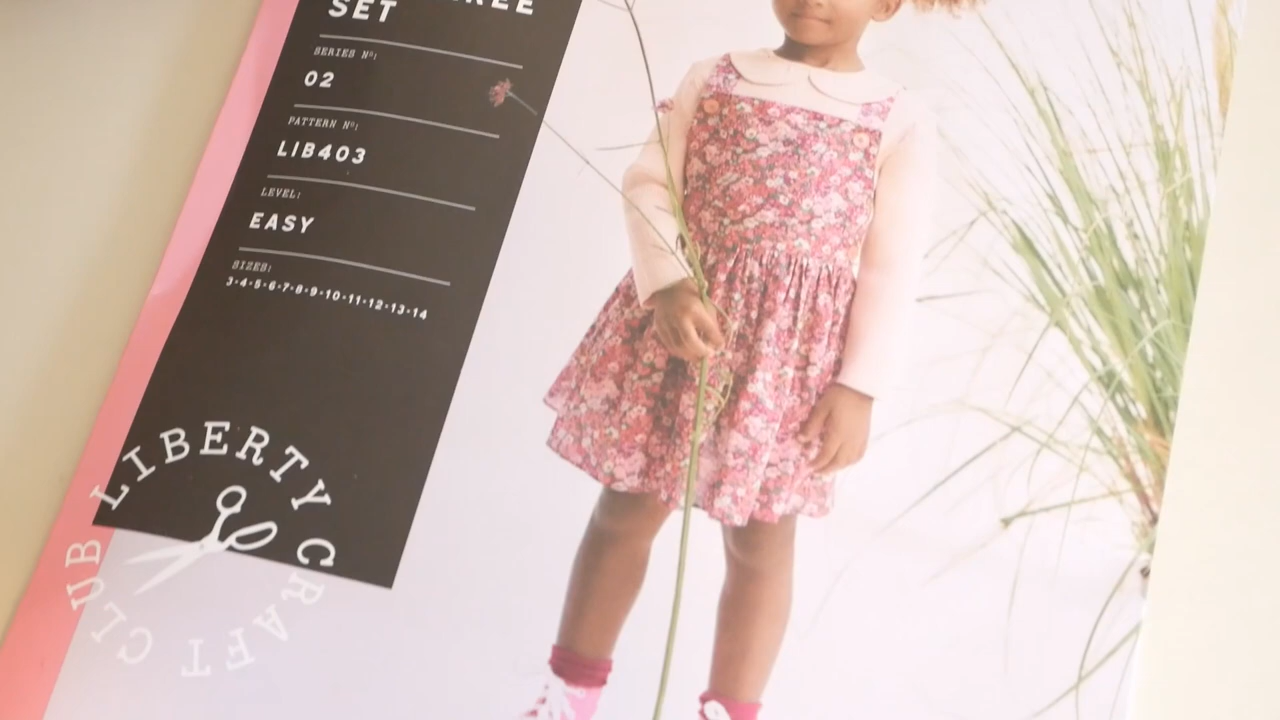 SET
SERIES Nº:
02
PATTERN Nº:
LIB403
LEVEL:
EASY
SIZES:
3-4-5-6-7-8-9-10-11-12-13-14
LIBERTY CRAFT CLUB